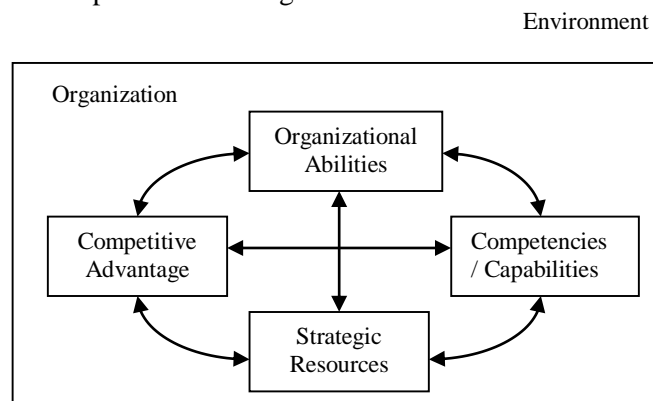 Environment
Organization
Organizational
Abilities
Competitive
Advantage
Competencies
/ Capabilities
Strategic
Resources